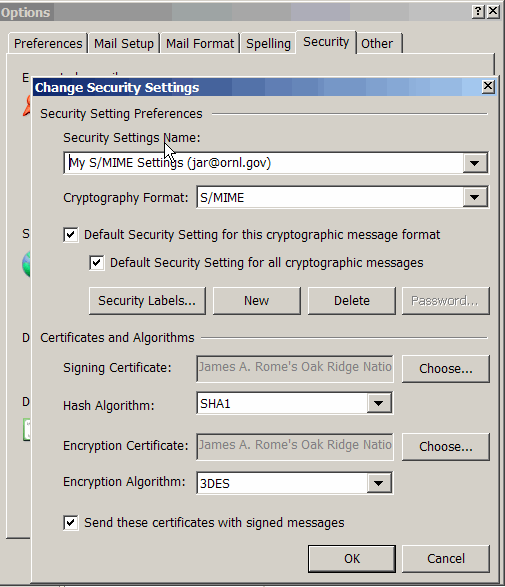 Options
Preferences Mail Setup Mail Format Spelling Security Other
Change Security Settings
Security Setting Preferences
Security Settings Name:
My S/MIME Settings (jar@ornl.gov)
Cryptography Format: S/MIME
Default Security Setting for this cryptographic message format
Default Security Setting for all cryptographic messages
Security Labels... New Delete Password...
Certificates and Algorithms
Signing Certificate: James A. Rome's Oak Ridge Natio Choose...
Hash Algorithm: SHA1
Encryption Certificate: James A. Rome's Oak Ridge Natio Choose...
Encryption Algorithm: 3DES
Send these certificates with signed messages
OK Cancel